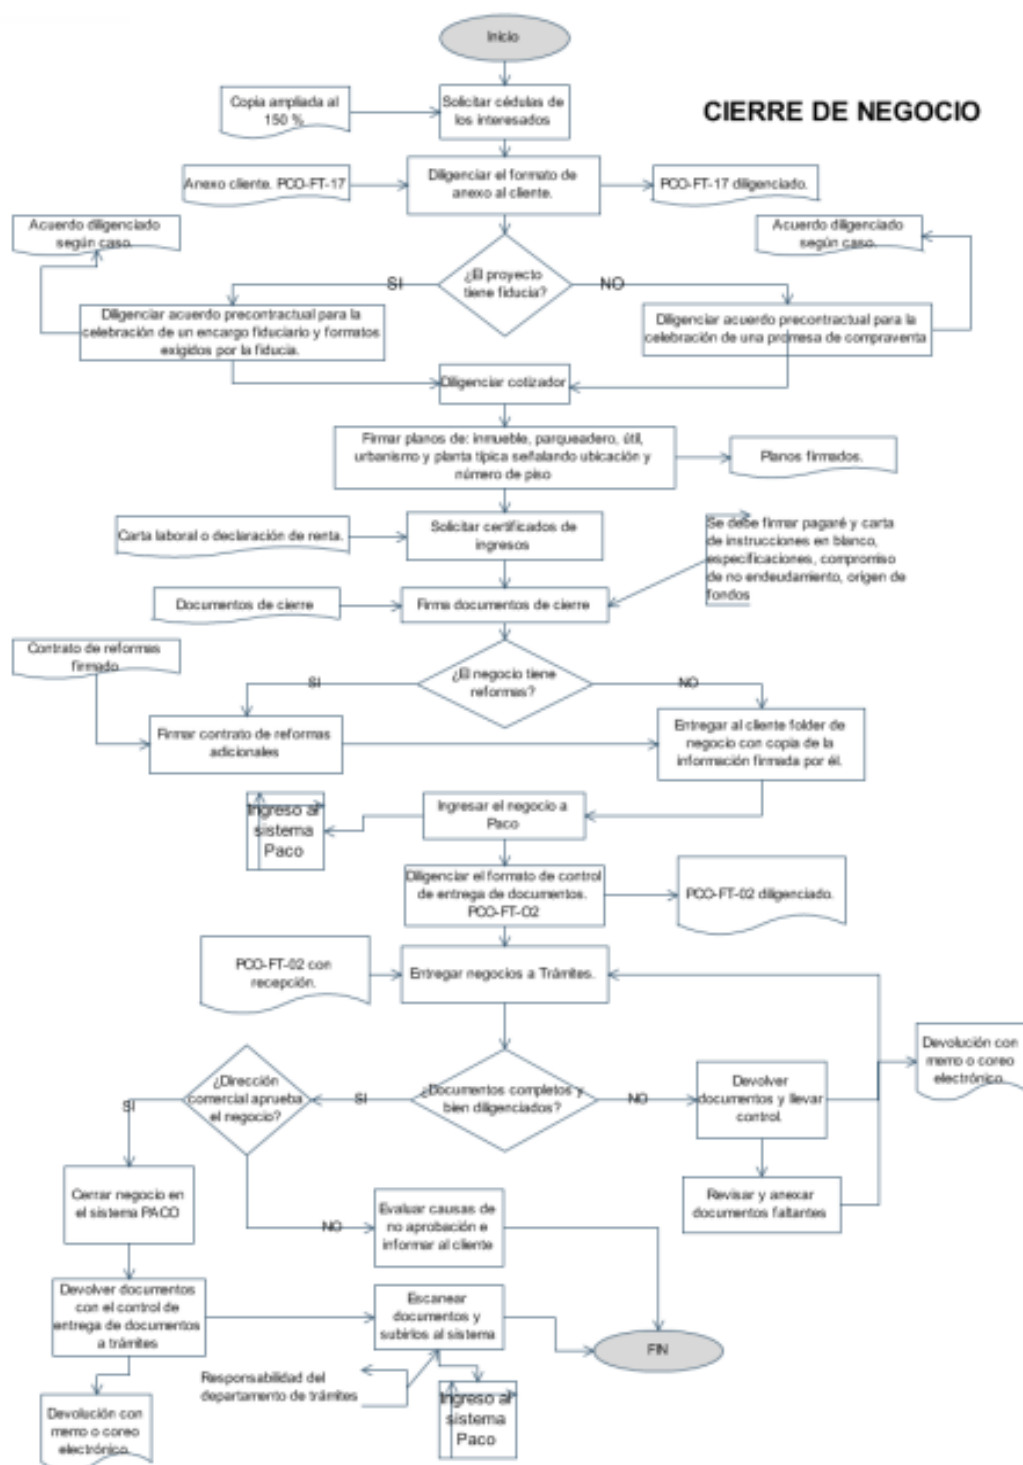 Inicio
CIERRE DE NEGOCIO
Copia ampliada al
150 %
Solicitar cédulas de
los interesados
Anexo cliente. PCO-FT-17
Diligenciar el formato de
anexo al cliente.
PCO-FT-17 diligenciado.
Acuerdo diligenciado
según caso.
Acuerdo diligenciado
según caso.
¿El proyecto
tiene fiducia?
SI
NO
Diligenciar acuerdo precontractual para
la celebración de un encargo fiduciario y formatos
exigidos por la fiducia.
Diligenciar acuerdo precontractual para la
celebración de una promesa de compraventa
Diligenciar cotizador
Firmar planos de: inmueble, parqueadero, útil,
urbanismo y planta típica señalando ubicación y
número de piso
Planos firmados.
Carta laboral o declaración de renta.
Solicitar certificados de
ingresos
Se debe firmar pagaré y carta
de instrucciones en blanco,
especificaciones, compromiso
de no endeudamiento, origen de
fondos
Documentos de cierre
Firma documentos de cierre
Contrato de reformas
firmado
¿El negocio tiene
reformas?
SI
NO
Firmar contrato de reformas
adicionales
Entregar al cliente folder de
negocio con copia de la
información firmada por él.
Ingreso al
sistema
Paco
Ingresar el negocio a
Paco
Diligenciar el formato de control
de entrega de documentos.
PCO-FT-O2
PCO-FT-02 diligenciado.
PCO-FT-02 con
recepción.
Entregar negocios a Trámites.
Devolución con
memo o coreo
electrónico.
¿Dirección
comercial aprueba
el negocio?
SI
SI
¿Documentos completos y
bien diligenciados?
NO
Devolver
documentos y llevar
control.
Cerrar negocio en
el sistema PACO
NO
Evaluar causas de
no aprobación e
informar al cliente
Revisar y anexar
documentos faltantes
Devolver documentos
con el control de
entrega de documentos
a trámites
Escanear
documentos y
subirlos al sistema
FIN
Responsabilidad del
departamento de trámites
Ingreso al
sistema
Paco
Devolución con
memo o coreo
electrónico.